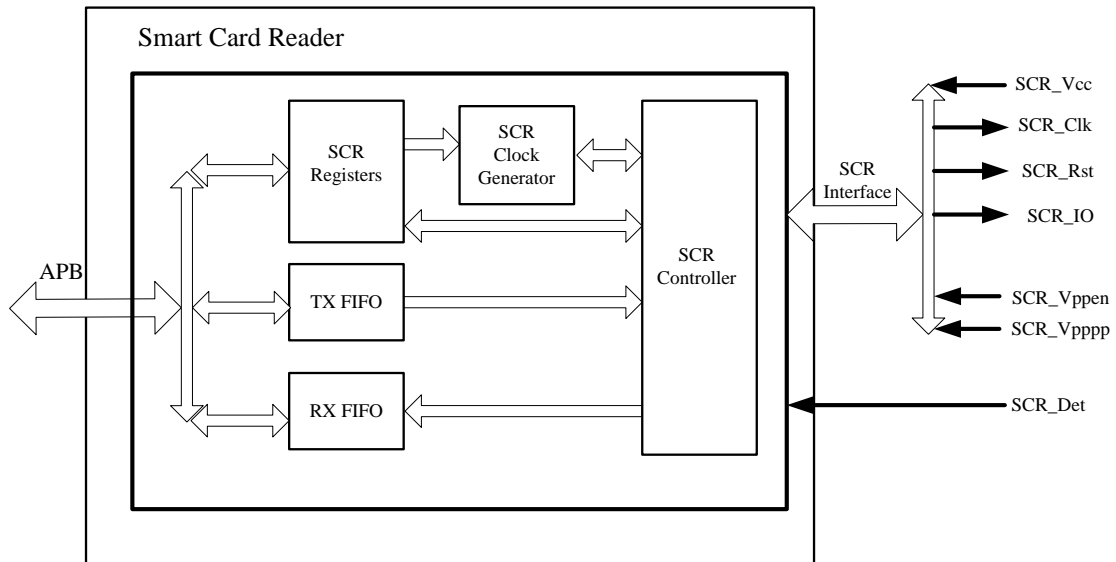 Smart Card Reader
SCR
Registers
SCR
Clock
Generator
SCR
Controller
TX FIFO
RX FIFO
APB
SCR
Interface
SCR_Vcc
SCR_Clk
SCR_Rst
SCR_IO
SCR_Vppen
SCR_Vpppp
SCR_Det